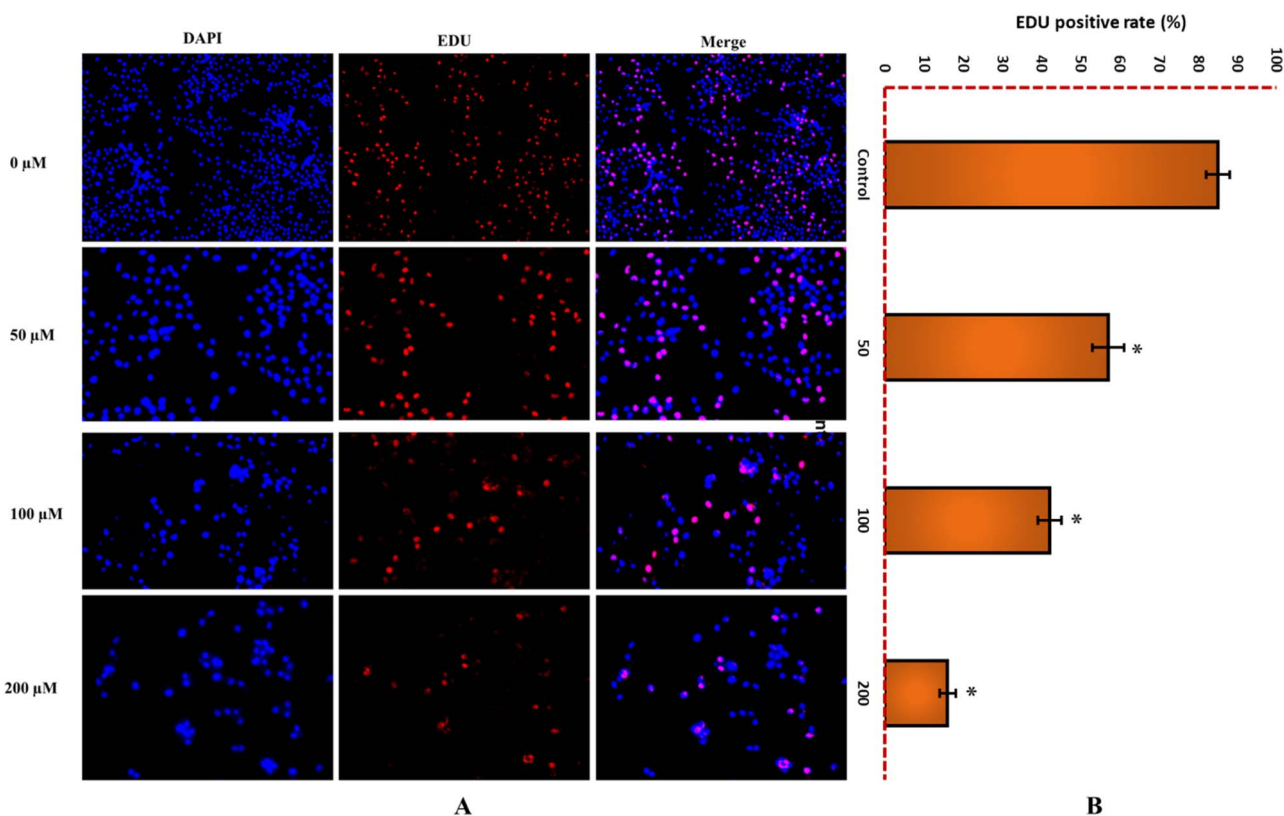 DAPI EDU Merge
0 µM
50 µM
100 µM
200 µM
A
EDU positive rate (%)
0 10 20 30 40 50 60 70 80 90 100
Control
50
*
100
*
200
*
B